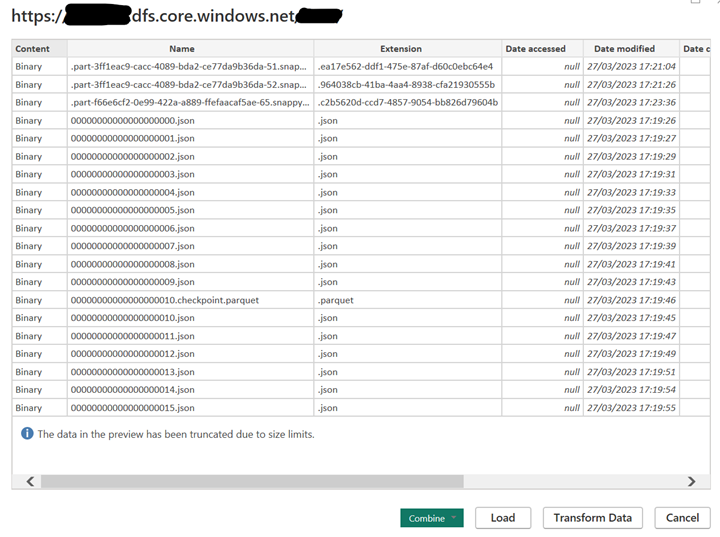 https:/ dfs.core.windows.net/
Content Name Extension Date accessed Date modified Date c
Binary .part-3ff1eac9-cacc-4089-bda2-ce77da9b36da-51.snapp... .ea17e562-ddf1-475e-87af-d60c0ebc64e4 null 27/03/2023 17:21:04
Binary .part-3ff1eac9-cacc-4089-bda2-ce77da9b36da-52.snapp... .964038cb-41ba-4aa4-8938-cfa21930555b null 27/03/2023 17:21:26
Binary .part-f66e6cf2-0e99-422a-a889-ffefaacaf5ae-65.snappy... .c2b5620d-ccd7-4857-9054-bb826d79604b null 27/03/2023 17:23:36
Binary 00000000000000000000.json .json null 27/03/2023 17:19:26
Binary 00000000000000000001.json .json null 27/03/2023 17:19:27
Binary 00000000000000000002.json .json null 27/03/2023 17:19:29
Binary 00000000000000000003.json .json null 27/03/2023 17:19:31
Binary 00000000000000000004.json .json null 27/03/2023 17:19:33
Binary 00000000000000000005.json .json null 27/03/2023 17:19:35
Binary 00000000000000000006.json .json null 27/03/2023 17:19:37
Binary 00000000000000000007.json .json null 27/03/2023 17:19:39
Binary 00000000000000000008.json .json null 27/03/2023 17:19:41
Binary 00000000000000000009.json .json null 27/03/2023 17:19:43
Binary 00000000000000000010.checkpoint.parquet .parquet null 27/03/2023 17:19:46
Binary 00000000000000000010.json .json null 27/03/2023 17:19:45
Binary 00000000000000000011.json .json null 27/03/2023 17:19:47
Binary 00000000000000000012.json .json null 27/03/2023 17:19:49
Binary 00000000000000000013.json .json null 27/03/2023 17:19:51
Binary 00000000000000000014.json .json null 27/03/2023 17:19:54
Binary 00000000000000000015.json .json null 27/03/2023 17:19:55
The data in the preview has been truncated due to size limits.
Combine Load Transform Data Cancel